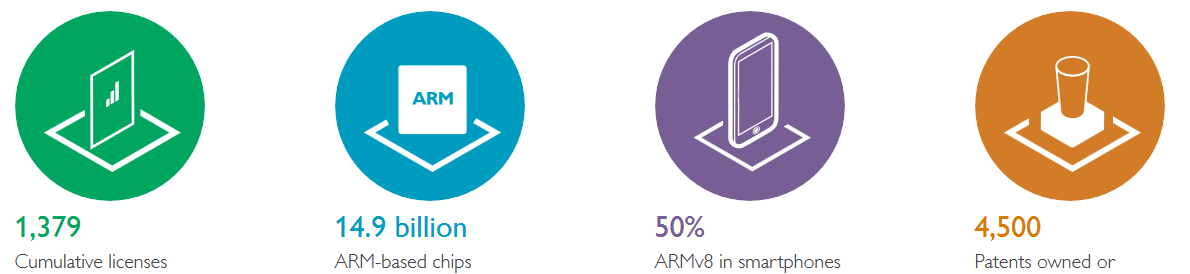 ARM
1,379
14.9 billion
50%
4,500
Cumulative licenses
ARM-based chips
ARMv8 in smartphones
Patents owned or